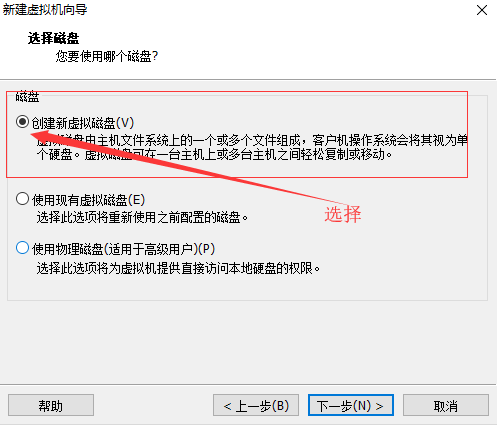 新建虚拟机向导
选择磁盘
您要使用哪个磁盘?
磁盘
创建新虚拟磁盘(V)
虚拟磁盘由主机文件系统上的一个或多个文件组成，客户机操作系统会将其视为单
个硬盘。虚拟磁盘可在一台主机上或多台主机之间轻松复制或移动。
使用现有虚拟磁盘(E)
选择此选项将重新使用之前配置的磁盘。
选择
使用物理磁盘(适用于高级用户)(P)
选择此选项将为虚拟机提供直接访问本地硬盘的权限。
帮助
< 上一步(B)
下一步(N) >
取消